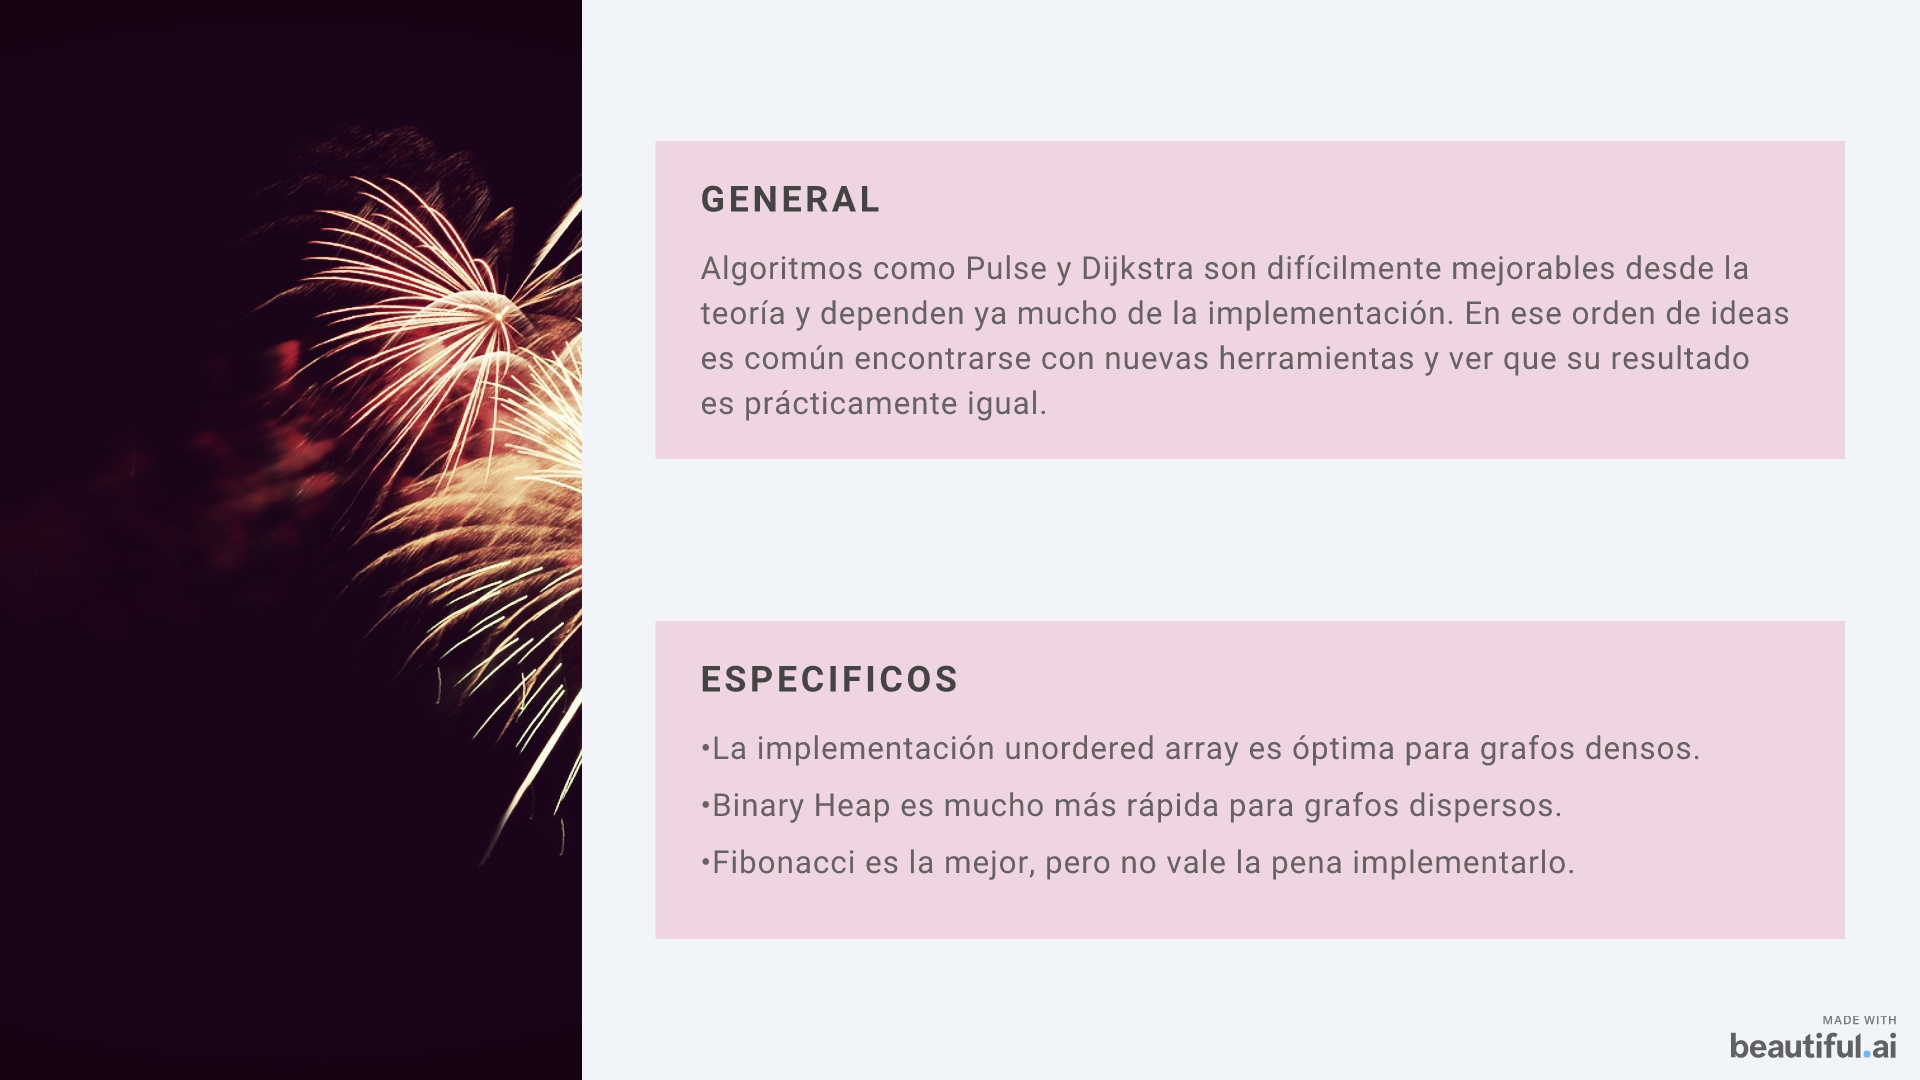 GENERAL
Algoritmos como Pulse y Dijkstra son difícilmente mejorables desde la
teoría y dependen ya mucho de la implementación. En ese orden de ideas
es común encontrarse con nuevas herramientas y ver que su resultado
es prácticamente igual.
ESPECIFICOS
•La implementación unordered array es óptima para grafos densos.
•Binary Heap es mucho más rápida para grafos dispersos.
•Fibonacci es la mejor, pero no vale la pena implementarlo.
MADE WITH
beautiful.ai